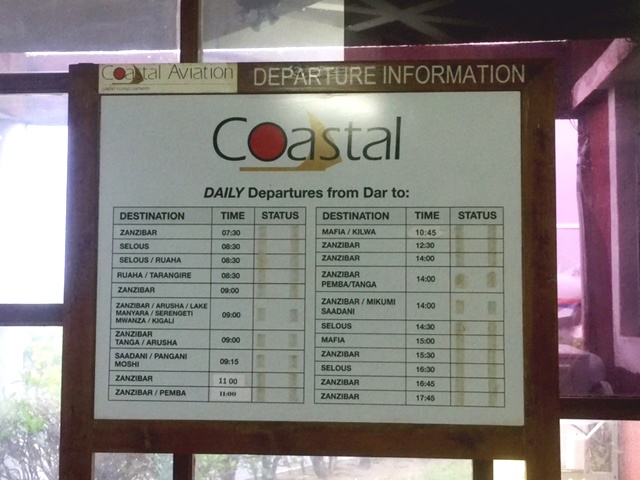 Coastal Aviation
DEPARTURE INFORMATION
Coastal
DAILY Departures from Dar to:
DESTINATION TIME STATUS
ZANZIBAR 07:30
SELOUS 08:30
SELOUS / RUAHA 08:30
RUAHA / TARANGIRE 08:30
ZANZIBAR 09:00
ZANZIBAR / ARUSHA / LAKE
MANYARA / SERENGETI 09:00
MWANZA / KIGALI
ZANZIBAR
TANGA / ARUSHA 09:00
SAADANI / PANGANI
MOSHI 09:15
ZANZIBAR 11 00
ZANZIBAR / PEMBA 11:00
DESTINATION TIME STATUS
MAFIA / KILWA 10:45
ZANZIBAR 12:30
ZANZIBAR 14:00
ZANZIBAR 14:00
PEMBA/TANGA
ZANZIBAR / MIKUMI 14:00
SAADANI
SELOUS 14:30
MAFIA 15:00
ZANZIBAR 15:30
SELOUS 16:30
ZANZIBAR 16:45
ZANZIBAR 17:45